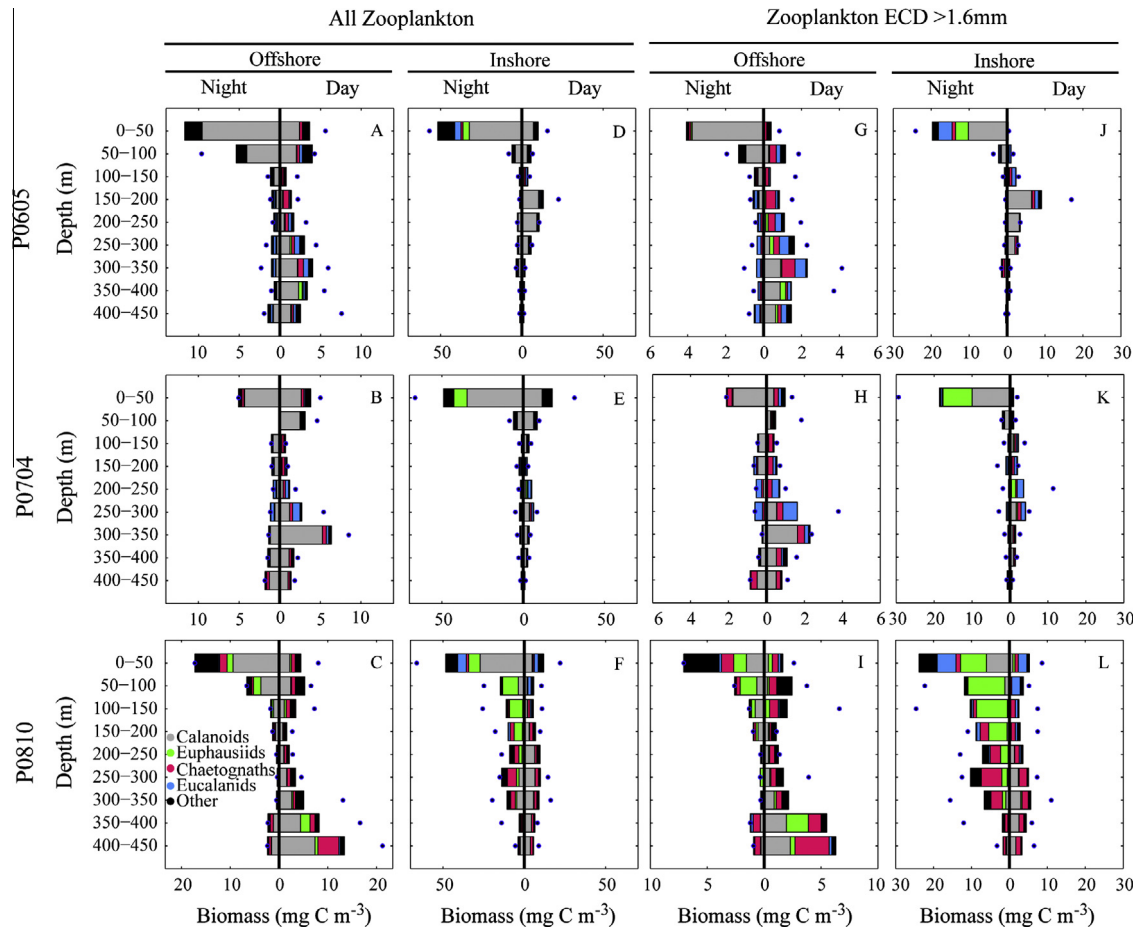 All Zooplankton Zooplankton ECD >1.6mm
Offshore Inshore Offshore Inshore
Night Day Night Day Night Day Night Day
P0605
Depth (m)
0−50
50−100
100−150
150−200
200−250
250−300
300−350
350−400
400−450
A D G J
10 5 0 5 10 50 0 50 6 4 2 0 2 4 6 30 20 10 0 10 20 30
P0704
Depth (m)
0−50
50−100
100−150
150−200
200−250
250−300
300−350
350−400
400−450
B E H K
10 5 0 5 10 50 0 50 6 4 2 0 2 4 6 30 20 10 0 10 20 30
P0810
Depth (m)
0−50
50−100
100−150
150−200
200−250
250−300
300−350
350−400
400−450
C F I L
Calanoids
Euphausiids
Chaetognaths
Eucalanids
Other
20 10 0 10 20 50 0 50 10 5 0 5 10 30 20 10 0 10 20 30
Biomass (mg C m⁻³) Biomass (mg C m⁻³) Biomass (mg C m⁻³) Biomass (mg C m⁻³)